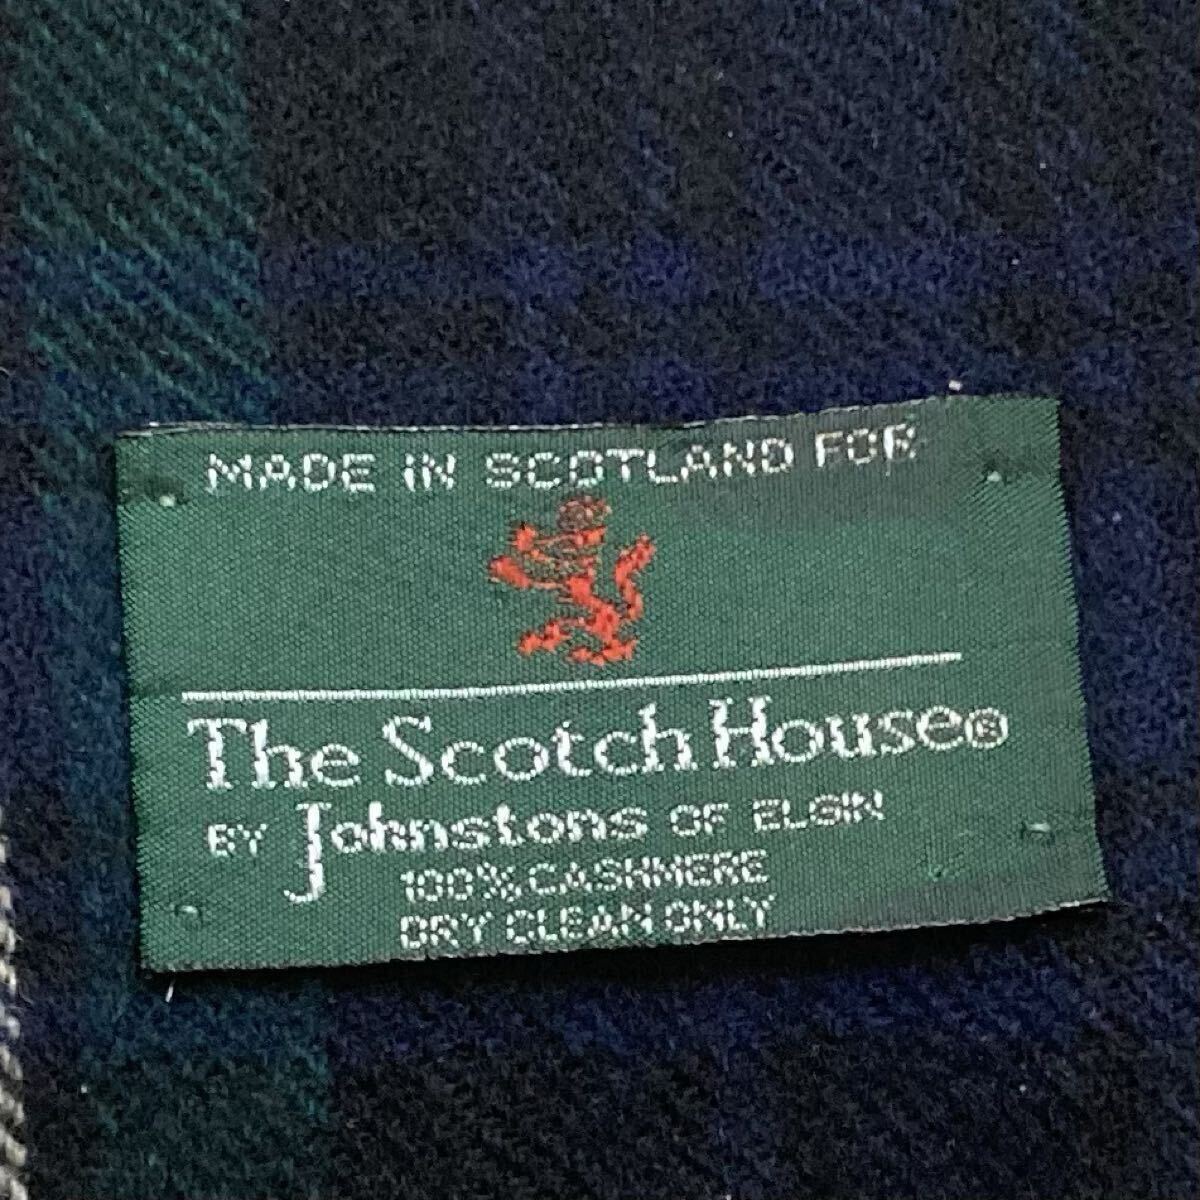 MADE IN SCOTLAND FOR
The Scotch House®
BY Johnstons OF ELGIN
100% CASHMERE
DRY CLEAN ONLY